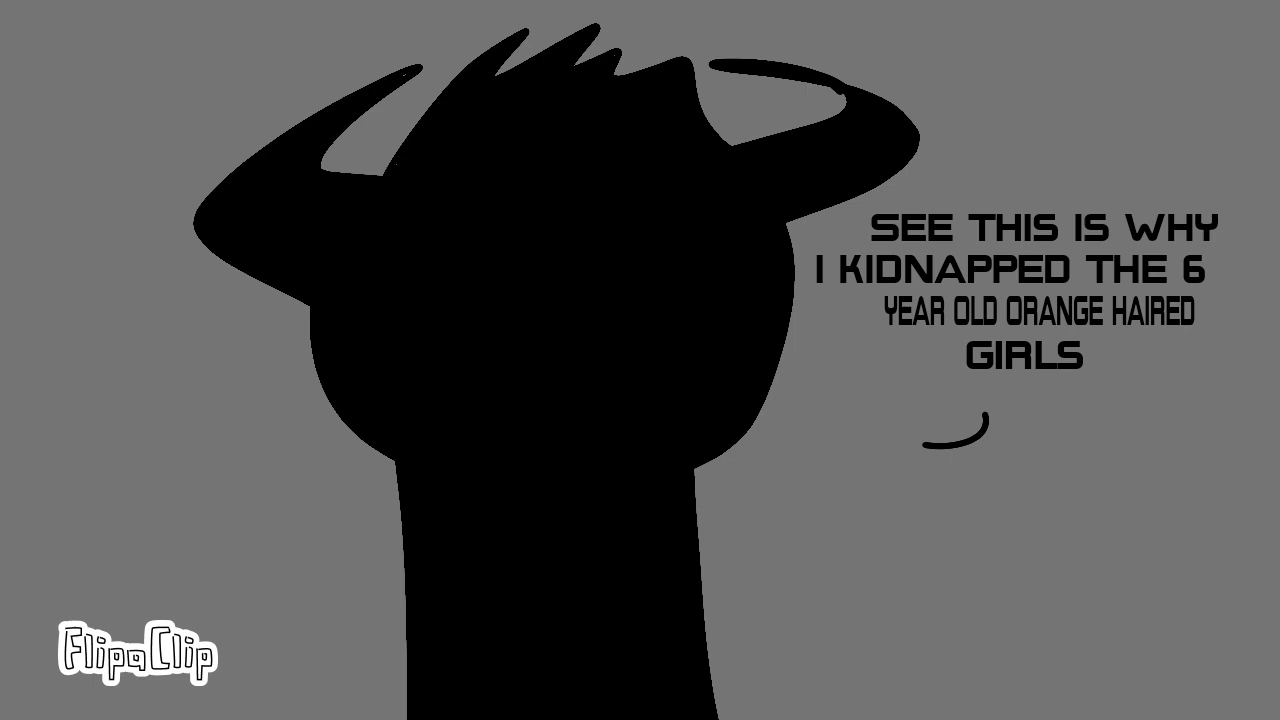 SEE THIS IS WHY
I KIDNAPPED THE 6
YEAR OLD ORANGE HAIRED
GIRLS
FlipaClip